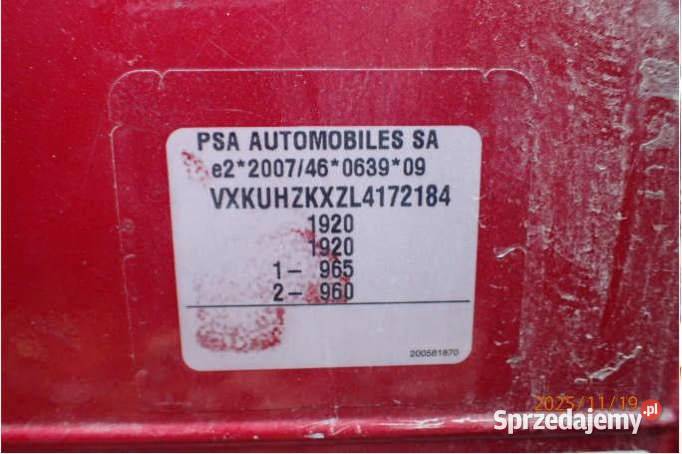 PSA AUTOMOBILES SA
e2*2007/46*0639*09
VXKUHZKXZL4172184
1920
1920
1- 965
2- 960
200581870
2025/11/19
Sprzedajemy.pl